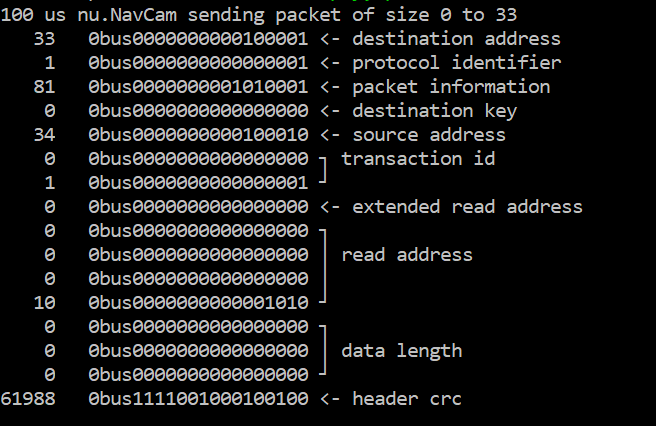 100 us nu.NavCam sending packet of size 0 to 33
33 0bus0000000000100001 <- destination address
1 0bus0000000000000001 <- protocol identifier
81 0bus0000000001010001 <- packet information
0 0bus0000000000000000 <- destination key
34 0bus0000000000100010 <- source address
0 0bus0000000000000000 ┐ transaction id
1 0bus0000000000000001 ┘
0 0bus0000000000000000 <- extended read address
0 0bus0000000000000000 ┐
0 0bus0000000000000000 │ read address
0 0bus0000000000000000 │
10 0bus0000000000001010 ┘
0 0bus0000000000000000 ┐
0 0bus0000000000000000 │ data length
0 0bus0000000000000000 ┘
61988 0bus1111001000100100 <- header crc